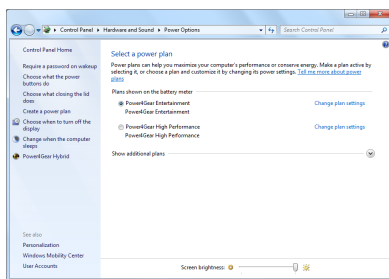 Control Panel ▸ Hardware and Sound ▸ Power Options
Search Control Panel
Control Panel Home
Require a password on wakeup
Choose what the power
buttons do
Choose what closing the lid
does
Create a power plan
Choose when to turn off the
display
Change when the computer
sleeps
Power4Gear Hybrid
See also
Personalization
Windows Mobility Center
User Accounts
Select a power plan
Power plans can help you maximize your computer's performance or conserve energy. Make a plan active by
selecting it, or choose a plan and customize it by changing its power settings. Tell me more about power
plans
Plans shown on the battery meter
Power4Gear Entertainment Change plan settings
Power4Gear Entertainment
Power4Gear High Performance Change plan settings
Power4Gear High Performance
Show additional plans
Screen brightness: